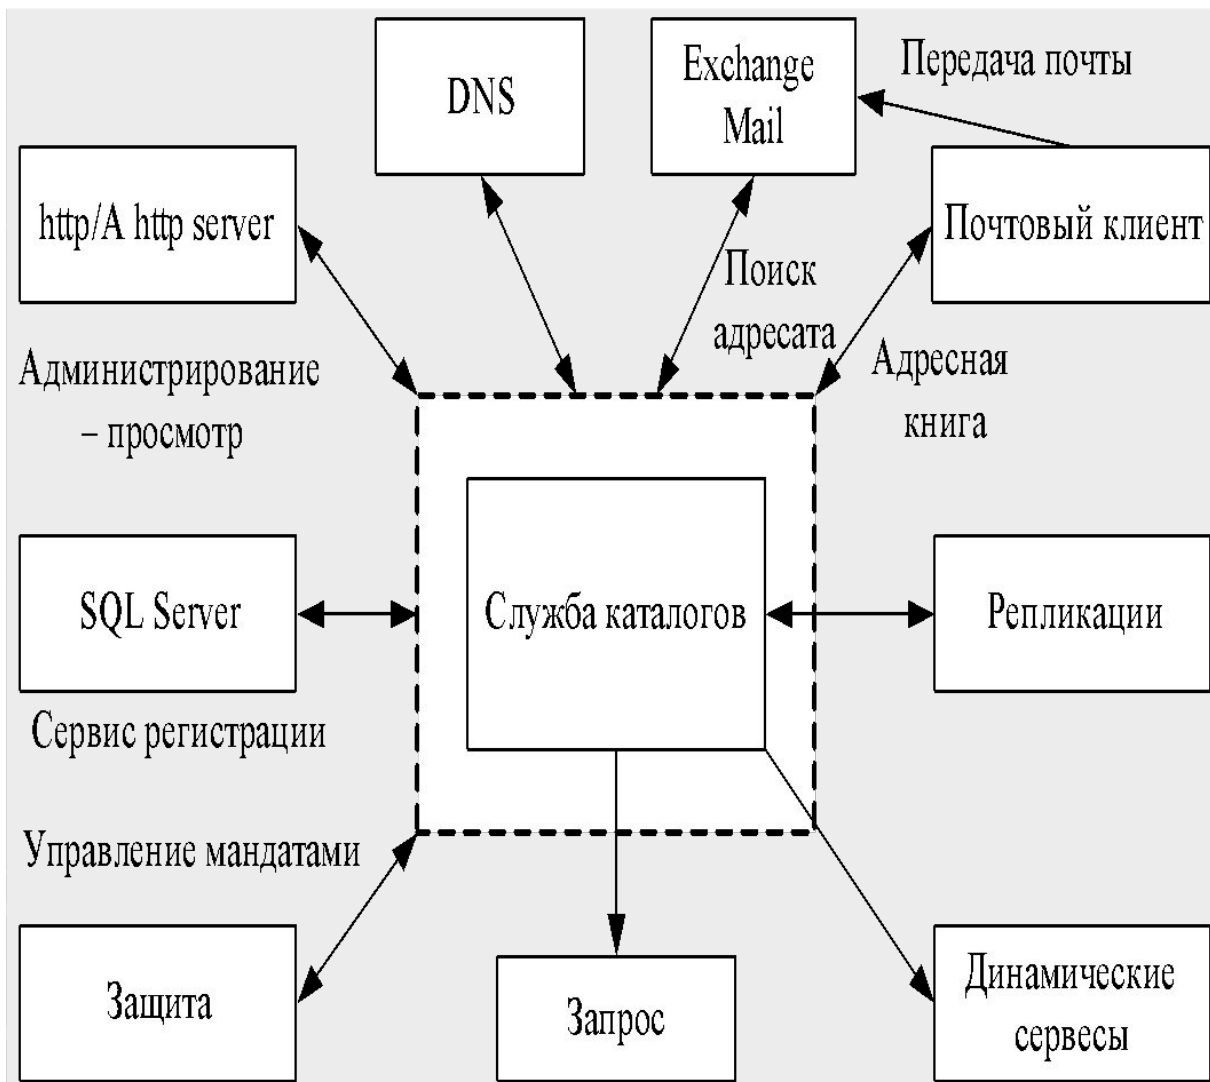 DNS
Exchange
Mail
Передача почты
http/A http server
Почтовый клиент
Поиск
адресата
Администрирование
– просмотр
Адресная
книга
SQL Server
Служба каталогов
Репликации
Сервис регистрации
Управление мандатами
Защита
Запрос
Динамические
сервесы